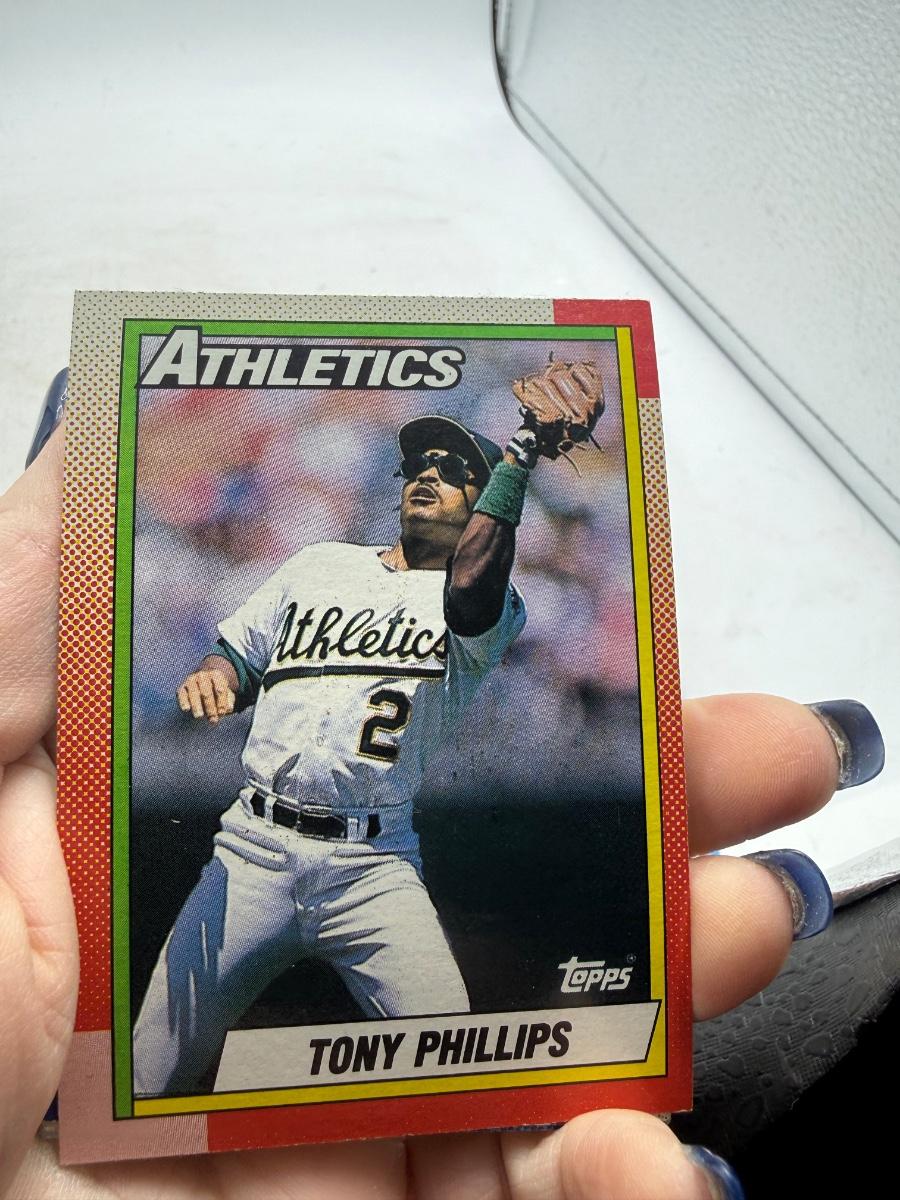 ATHLETICS
Athletics
2
topps
TONY PHILLIPS